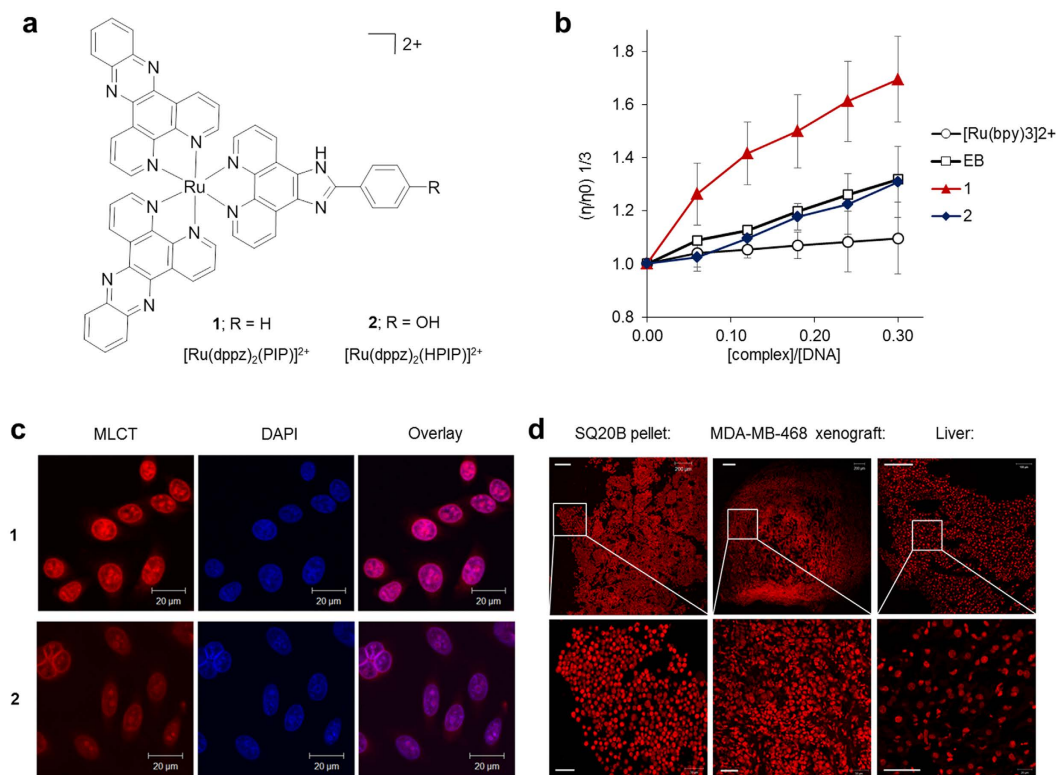 a
2+
N
N
N
N
N
H
N
Ru
R
N
N
N
N
N
N
N
1; R = H
2; R = OH
[Ru(dppz)2(PIP)]2+
[Ru(dppz)2(HPIP)]2+
b
1.8
1.6
1.4
1.2
1.0
0.8
(η/η0) 1/3
0.00
0.10
0.20
0.30
[complex]/[DNA]
[Ru(bpy)3]2+
EB
1
2
c
MLCT
DAPI
Overlay
1
20 µm
20 µm
20 µm
2
20 µm
20 µm
20 µm
d
SQ20B pellet:
MDA-MB-468 xenograft:
Liver:
200 µm